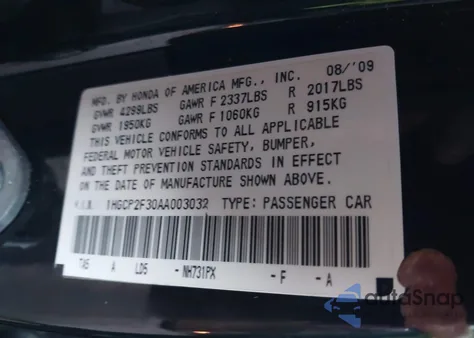 MFD. BY HONDA OF AMERICA MFG., INC. 08/'09
GVWR 4299LBS GAWR F 2337LBS R 2017LBS
GVWR 1950KG GAWR F 1060KG R 915KG
THIS VEHICLE CONFORMS TO ALL APPLICABLE
FEDERAL MOTOR VEHICLE SAFETY, BUMPER,
AND THEFT PREVENTION STANDARDS IN EFFECT
ON THE DATE OF MANUFACTURE SHOWN ABOVE.
V.I.N. 1HGCP2F30AA003032 TYPE: PASSENGER CAR
TA5 A LD5 -NH731PX -F -A
autoSnap